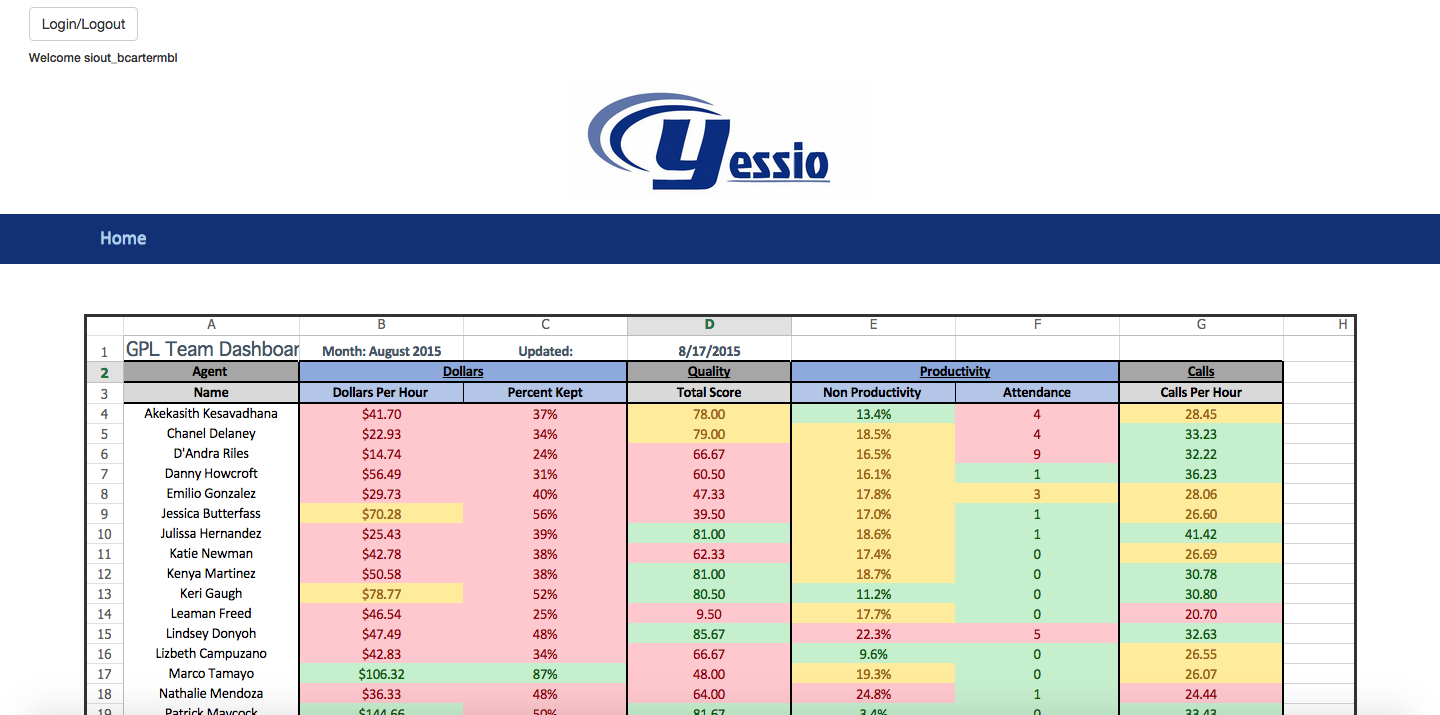 Login/Logout
Welcome siout_bcartermbl
Yessio
Home
A B C D E F G H
1 GPL Team Dashboar Month: August 2015 Updated: 8/17/2015
2 Agent Dollars Quality Productivity Calls
3 Name Dollars Per Hour Percent Kept Total Score Non Productivity Attendance Calls Per Hour
4 Akekasith Kesavadhana $41.70 37% 78.00 13.4% 4 28.45
5 Chanel Delaney $22.93 34% 79.00 18.5% 4 33.23
6 D'Andra Riles $14.74 24% 66.67 16.5% 9 32.22
7 Danny Howcroft $56.49 31% 60.50 16.1% 1 36.23
8 Emilio Gonzalez $29.73 40% 47.33 17.8% 3 28.06
9 Jessica Butterfass $70.28 56% 39.50 17.0% 1 26.60
10 Julissa Hernandez $25.43 39% 81.00 18.6% 1 41.42
11 Katie Newman $42.78 38% 62.33 17.4% 0 26.69
12 Kenya Martinez $50.58 38% 81.00 18.7% 0 30.78
13 Keri Gaugh $78.77 52% 80.50 11.2% 0 30.80
14 Leaman Freed $46.54 25% 9.50 17.7% 0 20.70
15 Lindsey Donyoh $47.49 48% 85.67 22.3% 5 32.63
16 Lizbeth Campuzano $42.83 34% 66.67 9.6% 0 26.55
17 Marco Tamayo $106.32 87% 48.00 19.3% 0 26.07
18 Nathalie Mendoza $36.33 48% 64.00 24.8% 1 24.44
19 Patrick Maycock $144.66 50% 81.67 3.4% 0 33.43